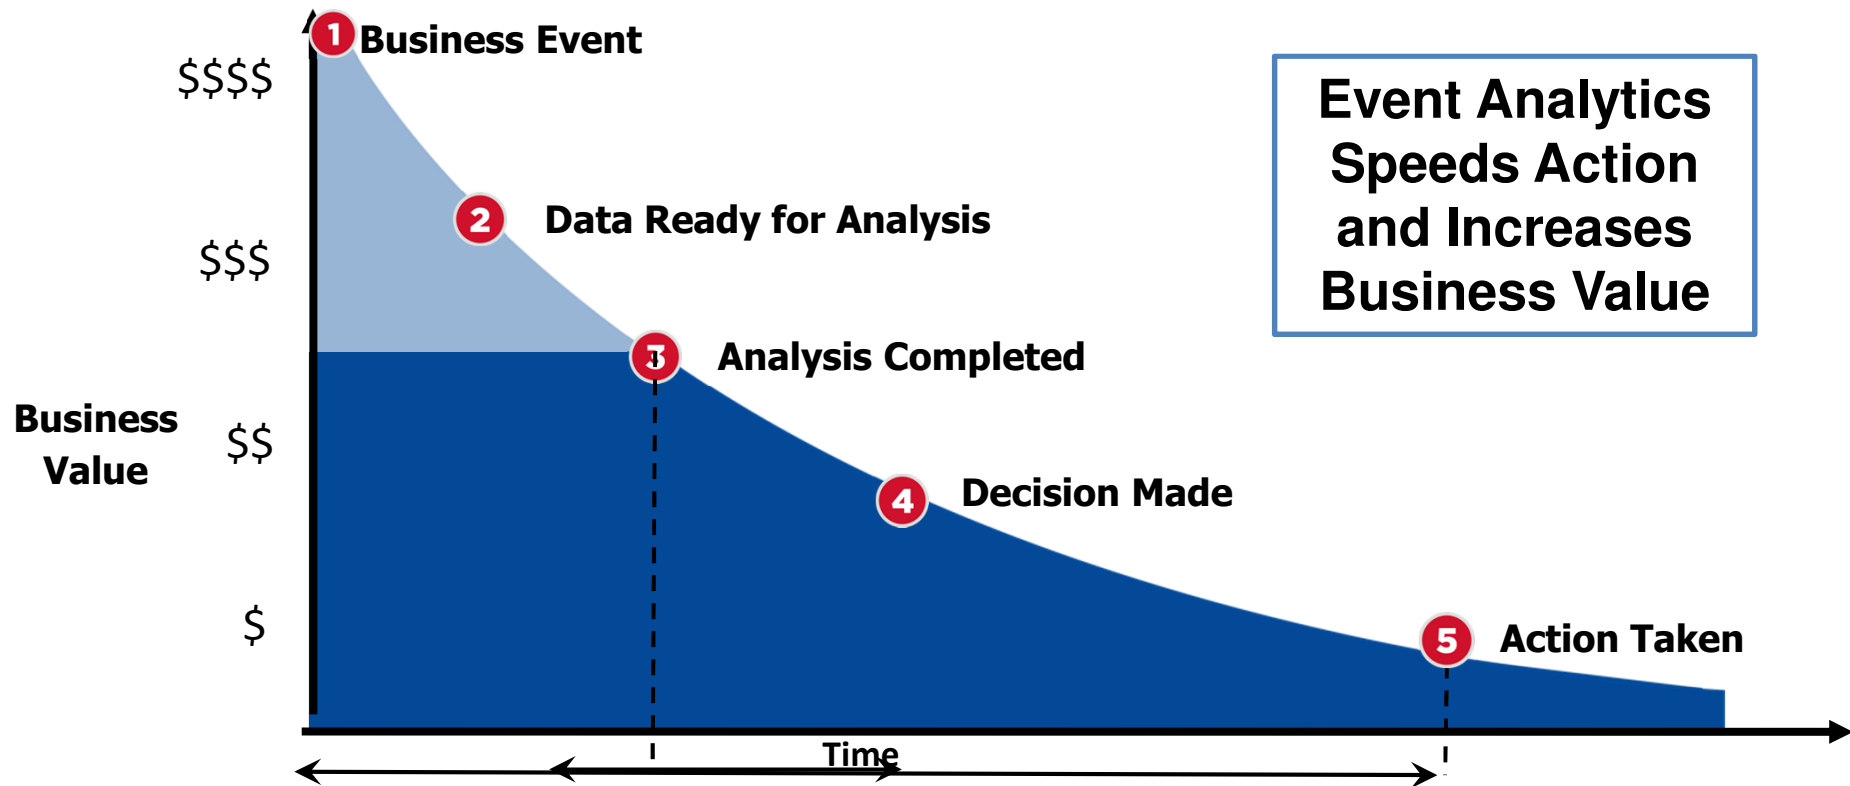 1 Business Event
$$$$
Event Analytics
Speeds Action
and Increases
Business Value
2 Data Ready for Analysis
$$$
3 Analysis Completed
Business
Value
$$
4 Decision Made
$
5 Action Taken
Time